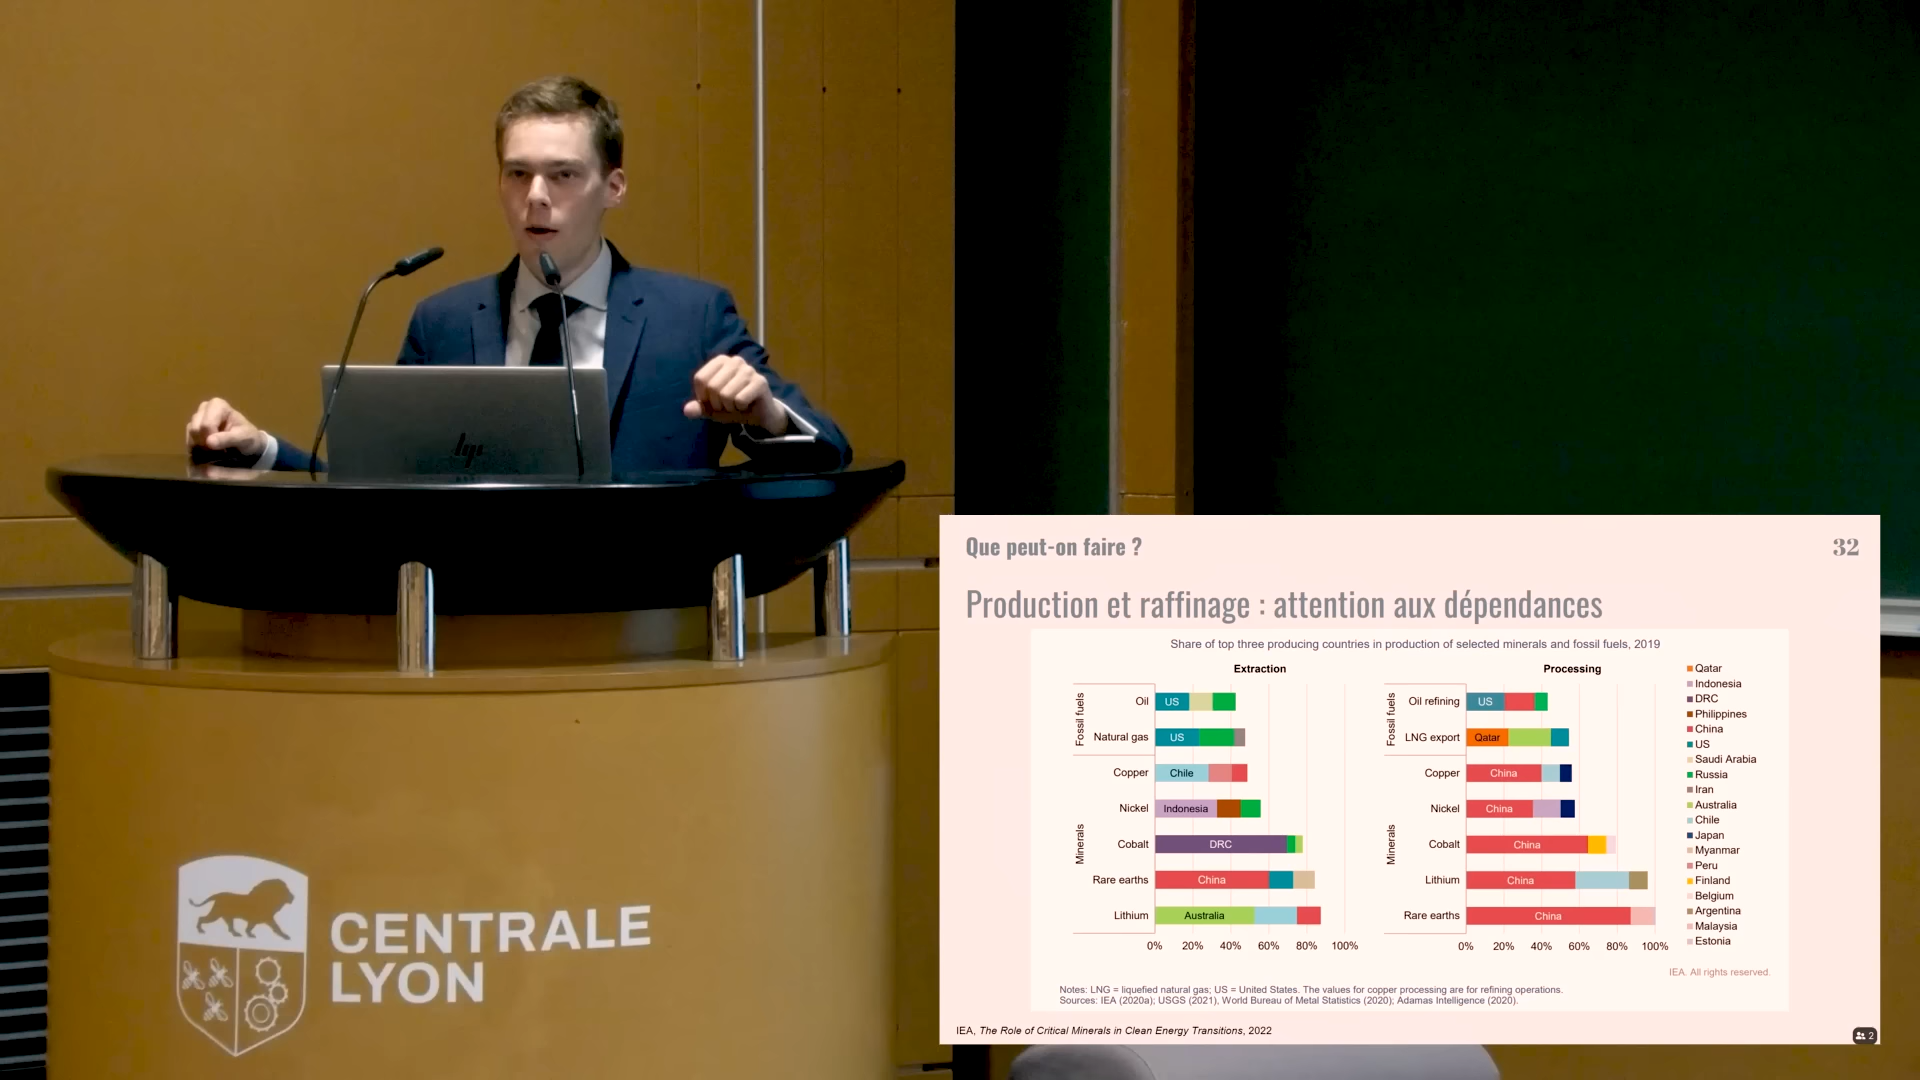 hp
CENTRALE
LYON
Que peut-on faire ?
32
Production et raffinage : attention aux dépendances
Share of top three producing countries in production of selected minerals and fossil fuels, 2019
Extraction
Fossil fuels
Oil
US
Natural gas
US
Minerals
Copper
Chile
Nickel
Indonesia
Cobalt
DRC
Rare earths
China
Lithium
Australia
0% 20% 40% 60% 80% 100%
Processing
Fossil fuels
Oil refining
US
LNG export
Qatar
Minerals
Copper
China
Nickel
China
Cobalt
China
Lithium
China
Rare earths
China
0% 20% 40% 60% 80% 100%
Qatar
Indonesia
DRC
Philippines
China
US
Saudi Arabia
Russia
Iran
Australia
Chile
Japan
Myanmar
Peru
Finland
Belgium
Argentina
Malaysia
Estonia
IEA. All rights reserved.
Notes: LNG = liquefied natural gas; US = United States. The values for copper processing are for refining operations.
Sources: IEA (2020a); USGS (2021), World Bureau of Metal Statistics (2020); Adamas Intelligence (2020).
IEA, The Role of Critical Minerals in Clean Energy Transitions, 2022
2